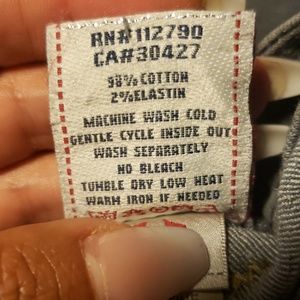 RN#112790
CA#30427
98% COTTON
2% ELASTIN
MACHINE WASH COLD
GENTLE CYCLE INSIDE OUT
WASH SEPARATELY
NO BLEACH
TUMBLE DRY LOW HEAT
WARM IRON IF NEEDED